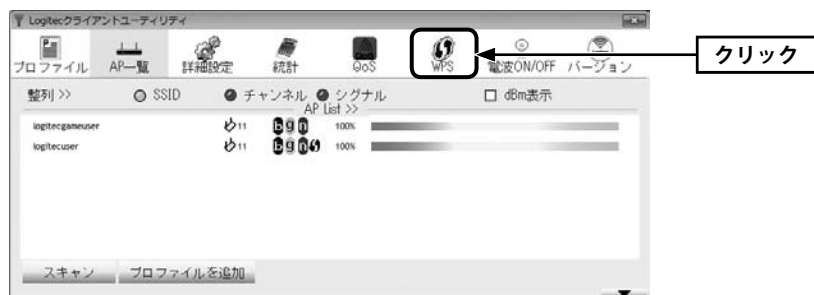 Logitecクライアントユーティリティ
プロファイル AP一覧 詳細設定 統計 QoS WPS 電波ON/OFF バージョン
クリック
整列 >> SSID チャンネル シグナル dBm表示
AP List >>
logitecgameuser 11 b g n 100%
logitecuser 11 b g n 100%
スキャン プロファイルを追加